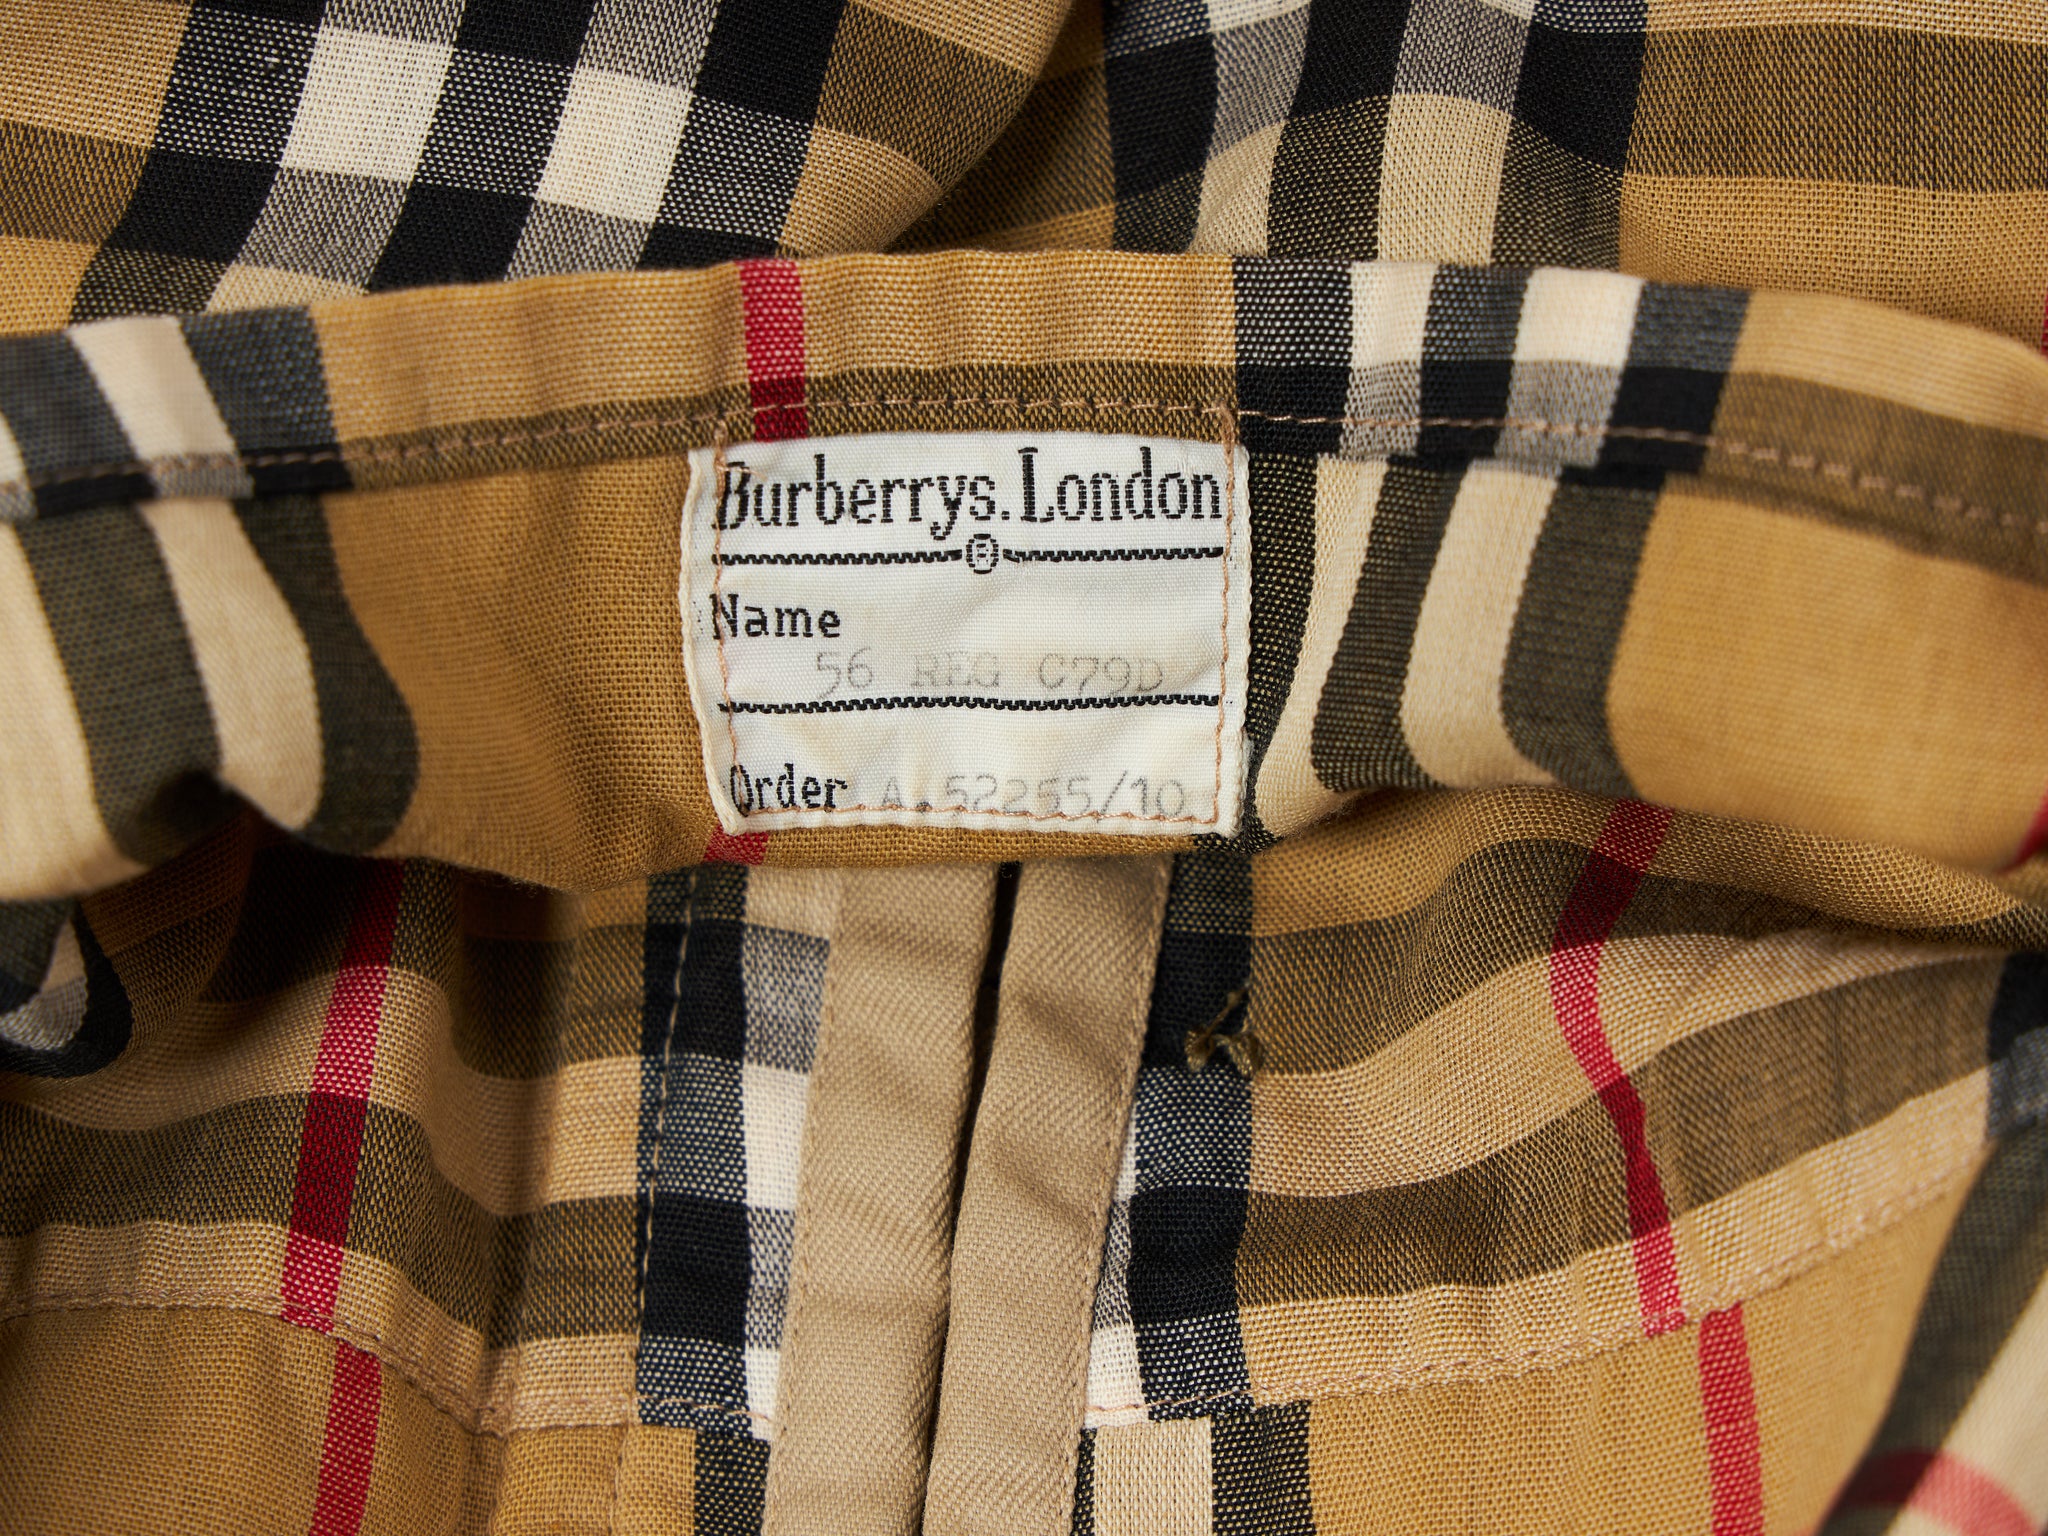 Burberrys. London
®
Name
56 REG C79D
Order A.52255/10